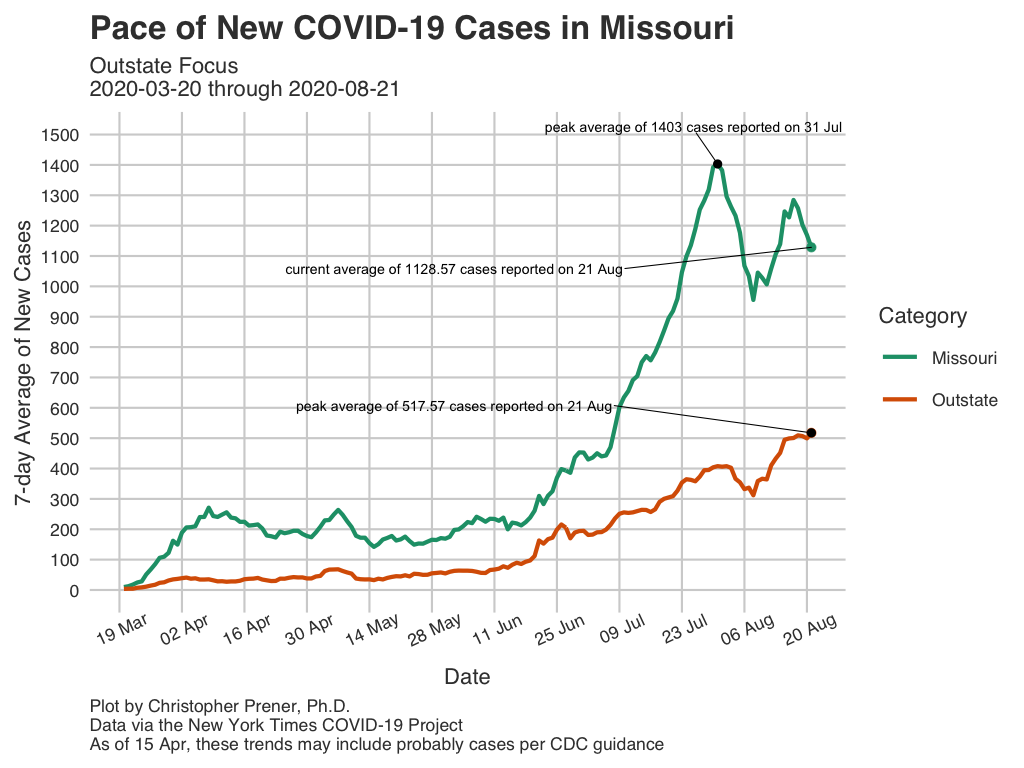 Pace of New COVID-19 Cases in Missouri
Outstate Focus
2020-03-20 through 2020-08-21
peak average of 1403 cases reported on 31 Jul
current average of 1128.57 cases reported on 21 Aug
peak average of 517.57 cases reported on 21 Aug
7-day Average of New Cases
1500
1400
1300
1200
1100
1000
900
800
700
600
500
400
300
200
100
0
19 Mar
02 Apr
16 Apr
30 Apr
14 May
28 May
11 Jun
25 Jun
09 Jul
23 Jul
06 Aug
20 Aug
Date
Category
Missouri
Outstate
Plot by Christopher Prener, Ph.D.
Data via the New York Times COVID-19 Project
As of 15 Apr, these trends may include probably cases per CDC guidance